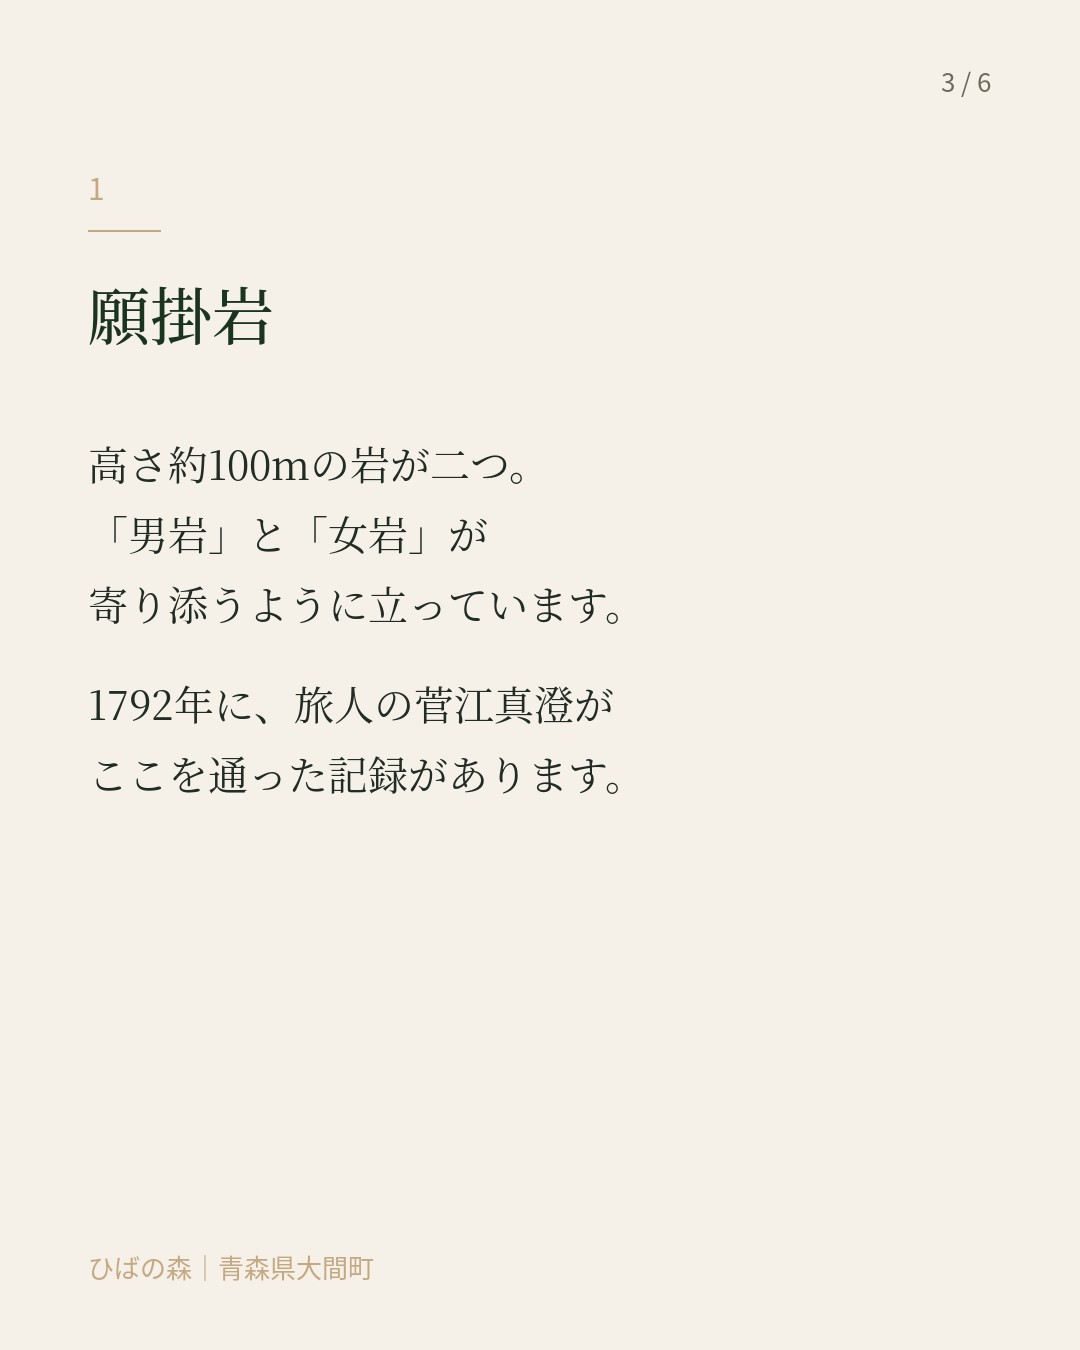 3 / 6
1
願掛岩
高さ約100mの岩が二つ。
「男岩」と「女岩」が
寄り添うように立っています。
1792年に、旅人の菅江真澄が
ここを通った記録があります。
ひばの森｜青森県大間町